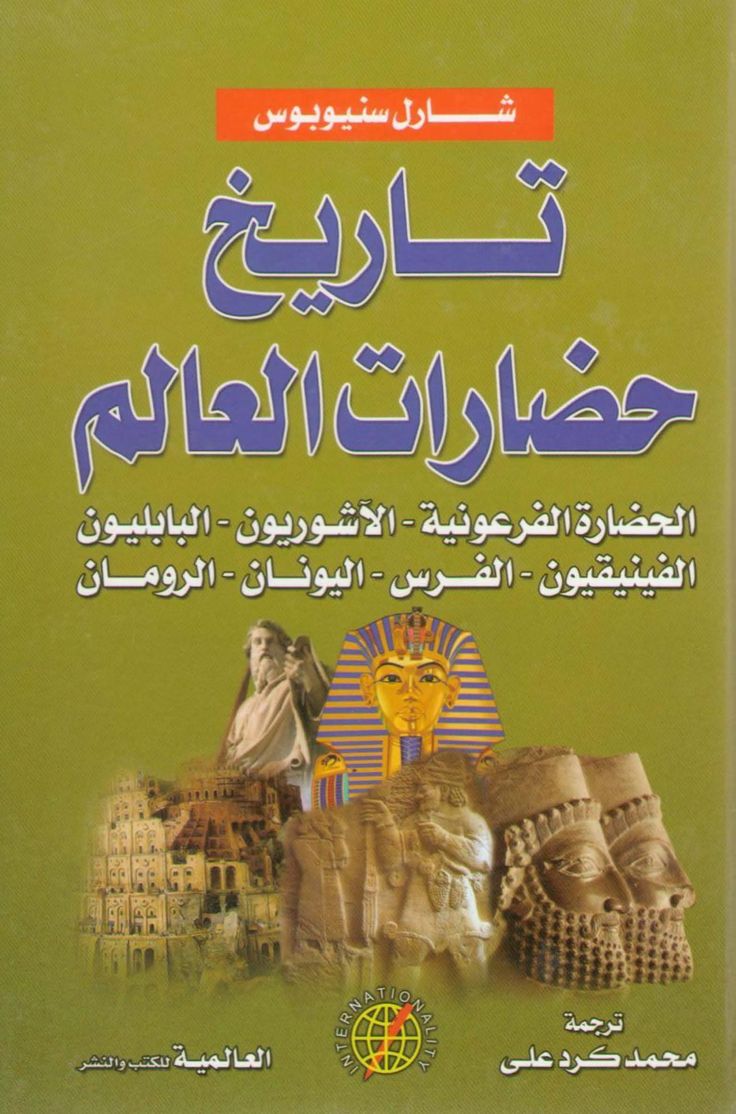 شارل سنيوبوس
تاريخ
حضارات العالم
الحضارة الفرعونية - الآشوريون - البابليون
الفينيقيون - الفرس - اليونان - الرومان
INTERNATIONALITY
ترجمة
محمد كرد على
العالمية للكتب والنشر